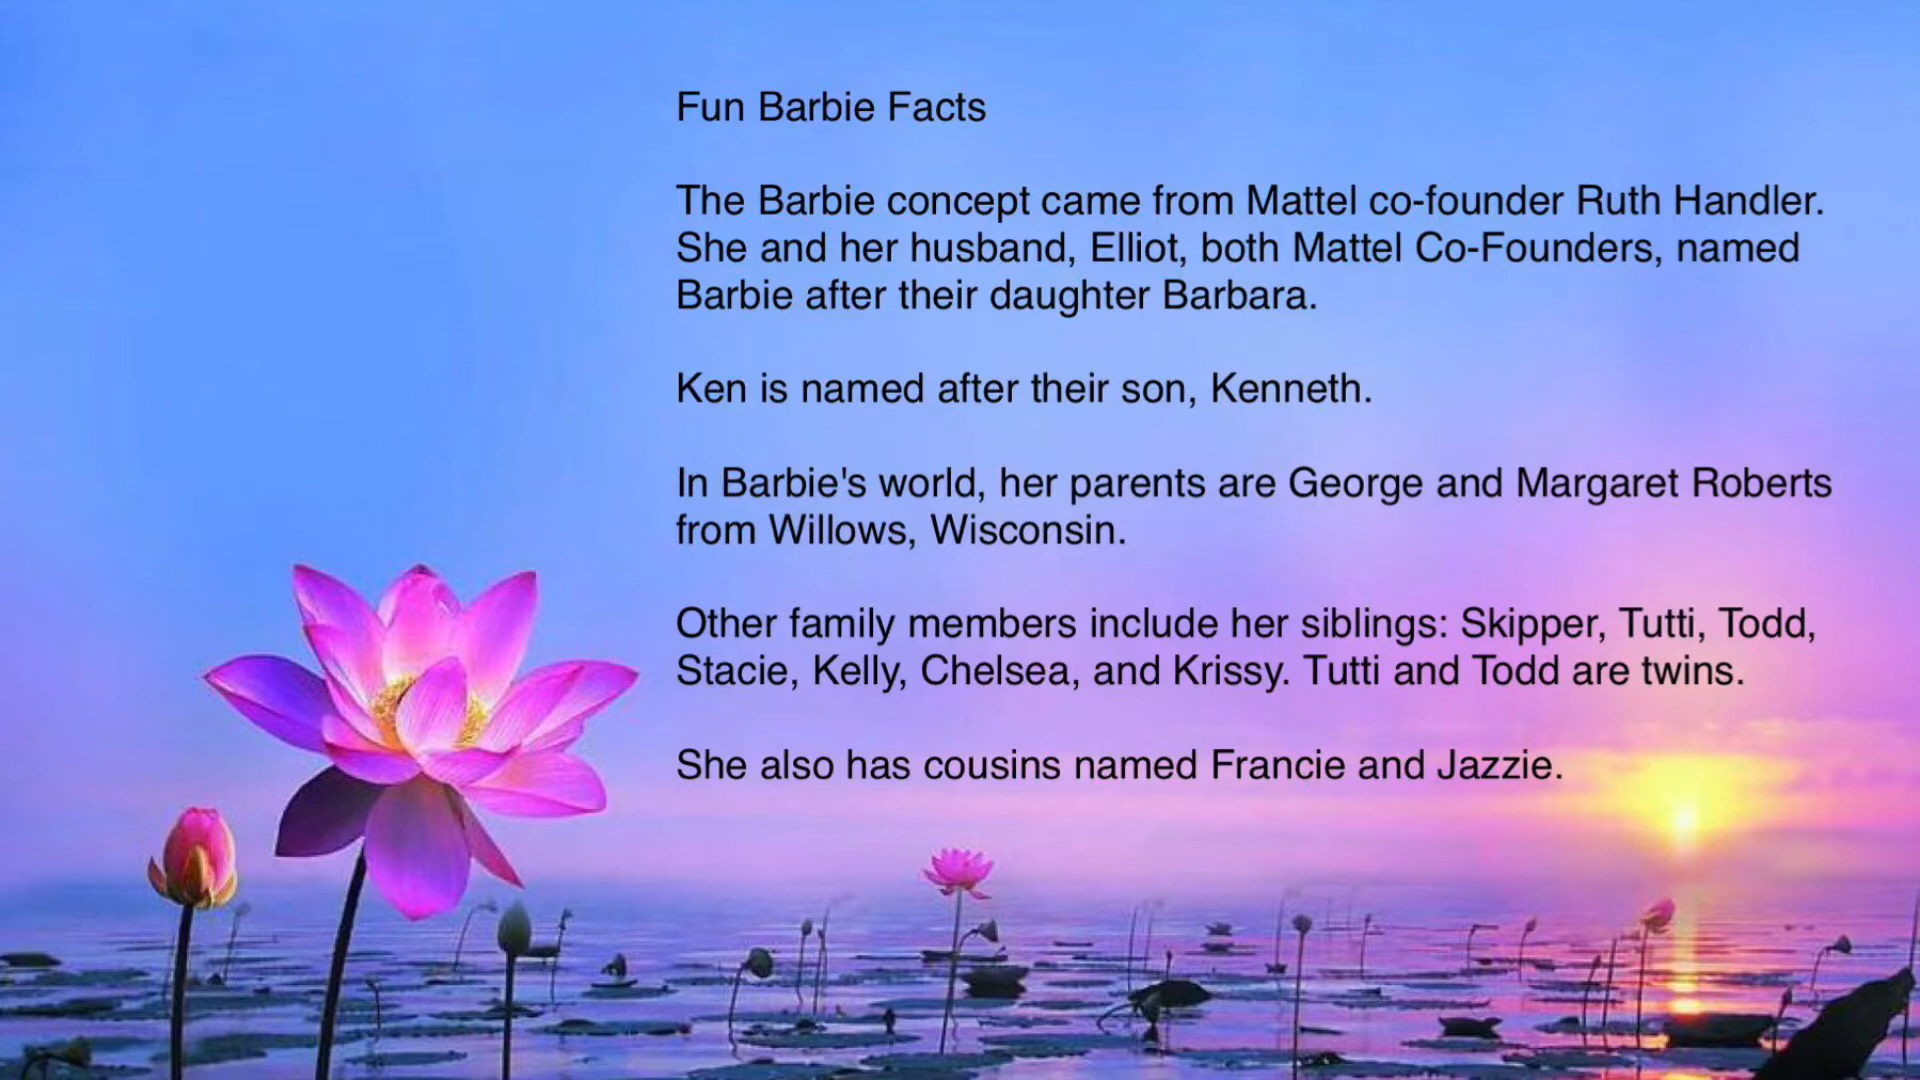 Fun Barbie Facts
The Barbie concept came from Mattel co-founder Ruth Handler.
She and her husband, Elliot, both Mattel Co-Founders, named
Barbie after their daughter Barbara.
Ken is named after their son, Kenneth.
In Barbie's world, her parents are George and Margaret Roberts
from Willows, Wisconsin.
Other family members include her siblings: Skipper, Tutti, Todd,
Stacie, Kelly, Chelsea, and Krissy. Tutti and Todd are twins.
She also has cousins named Francie and Jazzie.